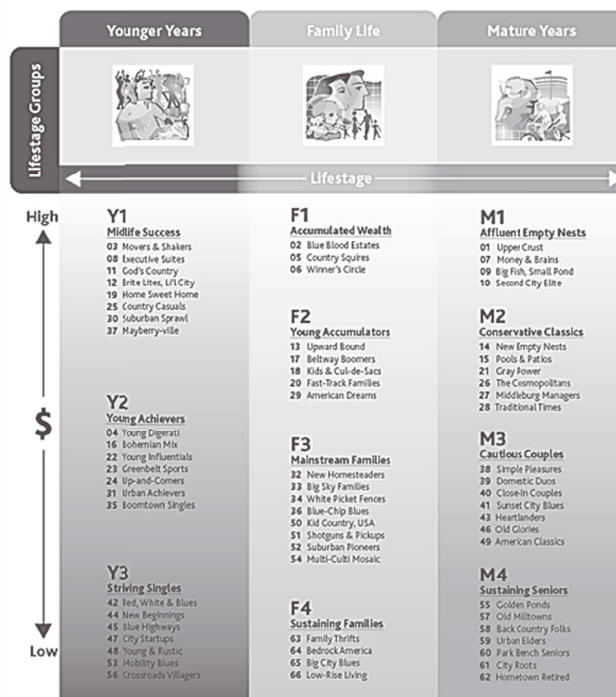 Younger Years
Family Life
Mature Years
Lifestage Groups
Lifestage
High
$
Low
Y1
Midlife Success
03 Movers & Shakers
08 Executive Suites
11 God's Country
12 Brite Lites, Li'l City
19 Home Sweet Home
25 Country Casuals
30 Suburban Sprawl
37 Mayberry-ville
Y2
Young Achievers
04 Young Digerati
16 Bohemian Mix
22 Young Influentials
23 Greenbelt Sports
24 Up-and-Comers
31 Urban Achievers
35 Boomtown Singles
Y3
Striving Singles
42 Red, White & Blues
44 New Beginnings
45 Blue Highways
47 City Startups
48 Young & Rustic
53 Mobility Blues
56 Crossroads Villagers
F1
Accumulated Wealth
02 Blue Blood Estates
05 Country Squires
06 Winner's Circle
F2
Young Accumulators
13 Upward Bound
17 Beltway Boomers
18 Kids & Cul-de-Sacs
20 Fast-Track Families
29 American Dreams
F3
Mainstream Families
32 New Homesteaders
33 Big Sky Families
34 White Picket Fences
36 Blue-Chip Blues
50 Kid Country, USA
51 Shotguns & Pickups
52 Suburban Pioneers
54 Multi-Culti Mosaic
F4
Sustaining Families
63 Family Thrifts
64 Bedrock America
65 Big City Blues
66 Low-Rise Living
M1
Affluent Empty Nests
01 Upper Crust
07 Money & Brains
09 Big Fish, Small Pond
10 Second City Elite
M2
Conservative Classics
14 New Empty Nests
15 Pools & Patios
21 Gray Power
26 The Cosmopolitans
27 Middleburg Managers
28 Traditional Times
M3
Cautious Couples
38 Simple Pleasures
39 Domestic Duos
40 Close-In Couples
41 Sunset City Blues
43 Heartlanders
46 Old Glories
49 American Classics
M4
Sustaining Seniors
55 Golden Ponds
57 Old Milltowns
58 Back Country Folks
59 Urban Elders
60 Park Bench Seniors
61 City Roots
62 Hometown Retired